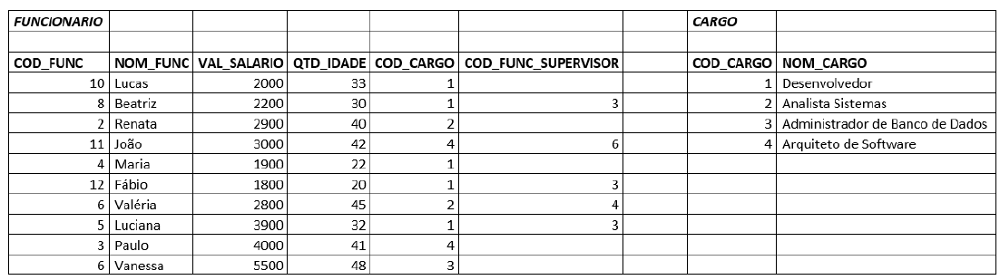 FUNCIONARIO CARGO
COD_FUNC NOM_FUNC VAL_SALARIO QTD_IDADE COD_CARGO COD_FUNC_SUPERVISOR COD_CARGO NOM_CARGO
10 Lucas 2000 33 1 1 Desenvolvedor
8 Beatriz 2200 30 1 3 2 Analista Sistemas
2 Renata 2900 40 2 3 Administrador de Banco de Dados
11 João 3000 42 4 6 4 Arquiteto de Software
4 Maria 1900 22 1
12 Fábio 1800 20 1 3
6 Valéria 2800 45 2 4
5 Luciana 3900 32 1 3
3 Paulo 4000 41 4
6 Vanessa 5500 48 3